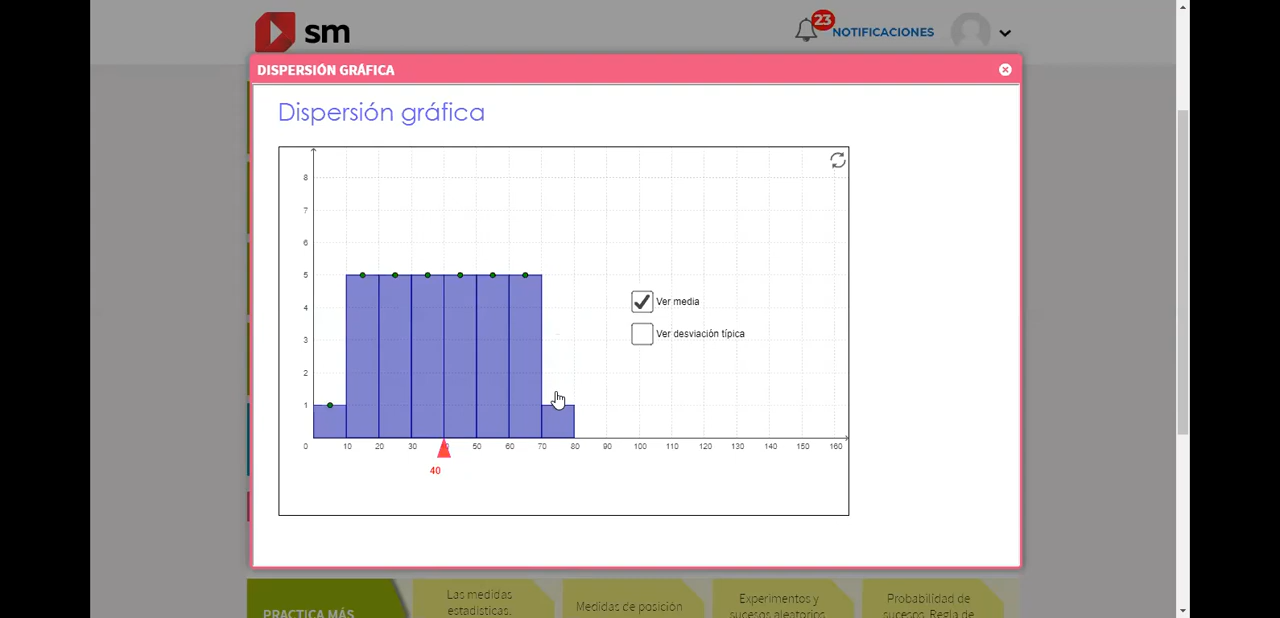 sm
23
NOTIFICACIONES
DISPERSIÓN GRÁFICA
Dispersión gráfica
8
7
6
5
4
3
2
1
Ver media
Ver desviación típica
0 10 20 30 50 60 70 80 90 100 110 120 130 140 150 160
40
PRACTICA MÁS
Las medidas
estadísticas.
Medidas de posición
Experimentos y
sucesos aleatorios
Probabilidad de
sucesos. Regla de